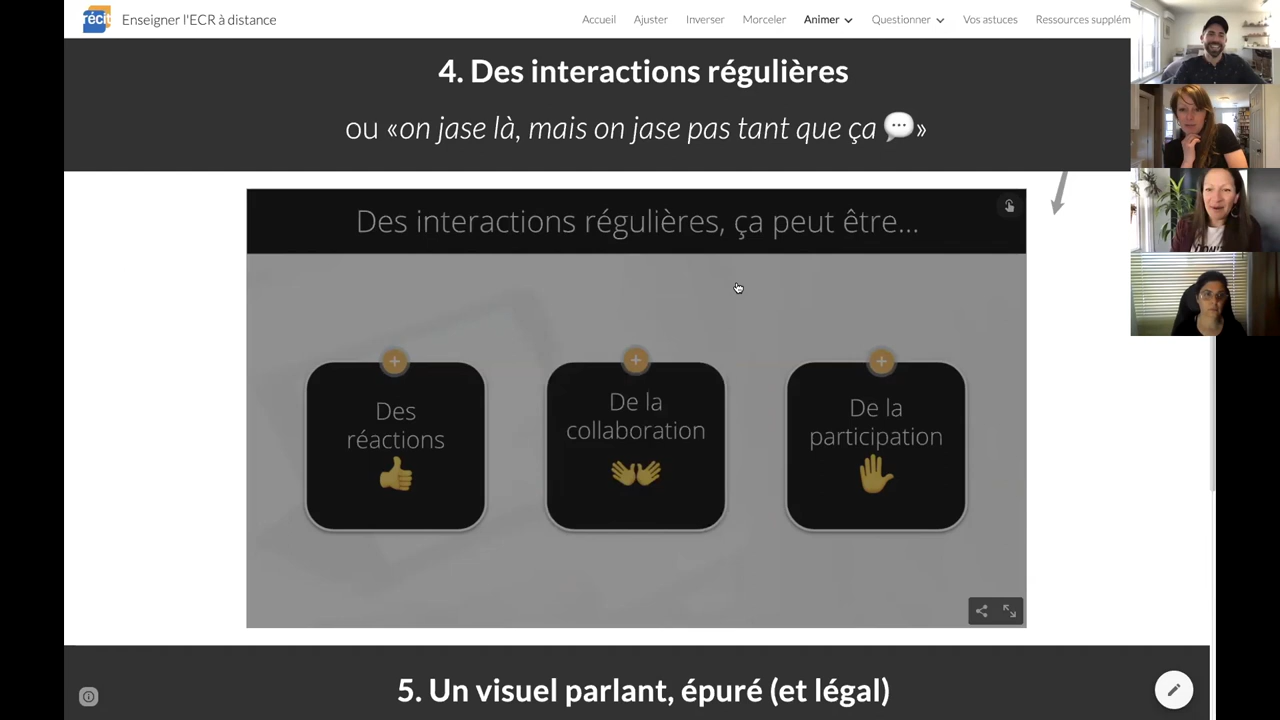 récit
Enseigner l'ECR à distance
Accueil
Ajuster
Inverser
Morceler
Animer
Questionner
Vos astuces
Ressources supplém
4. Des interactions régulières
ou «on jase là, mais on jase pas tant que ça 💬»
Des interactions régulières, ça peut être...
Des
réactions
De la
collaboration
De la
participation
5. Un visuel parlant, épuré (et légal)